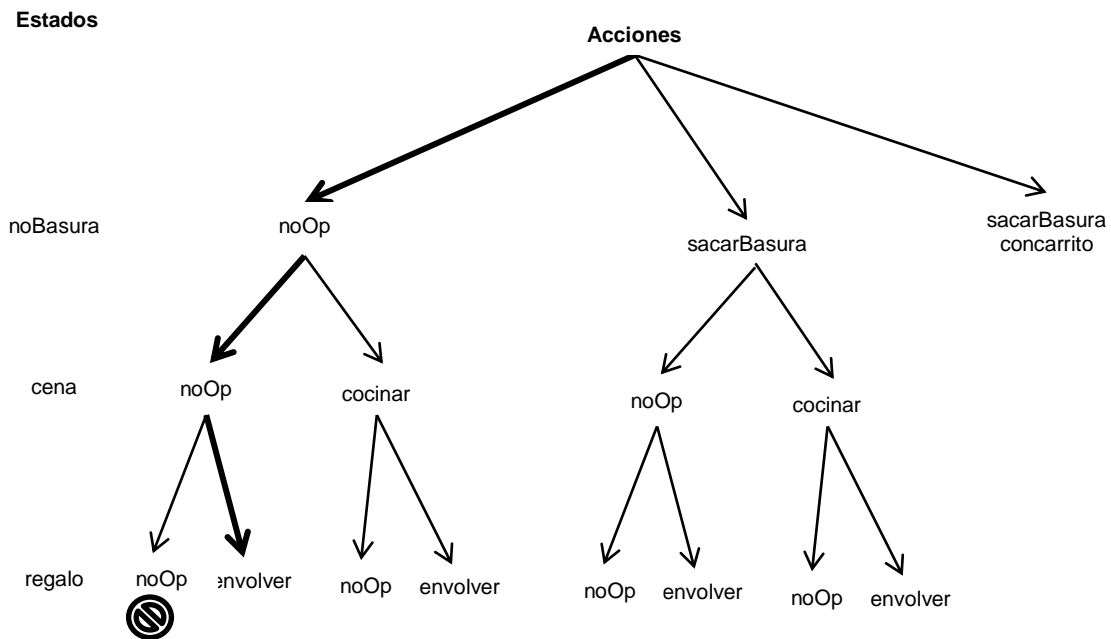 Estados
Acciones
noBasura
noOp
sacarBasura
sacarBasura
concarrito
cena
noOp
cocinar
noOp
cocinar
regalo
noOp
envolver
noOp
envolver
noOp
envolver
noOp
envolver